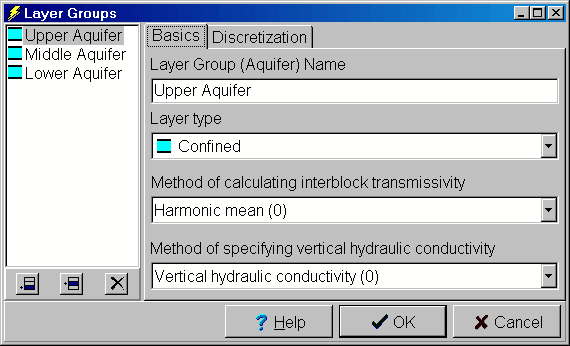 Layer Groups
Upper Aquifer
Middle Aquifer
Lower Aquifer
Basics
Discretization
Layer Group (Aquifer) Name
Upper Aquifer
Layer type
Confined
Method of calculating interblock transmissivity
Harmonic mean (0)
Method of specifying vertical hydraulic conductivity
Vertical hydraulic conductivity (0)
? Help
OK
Cancel